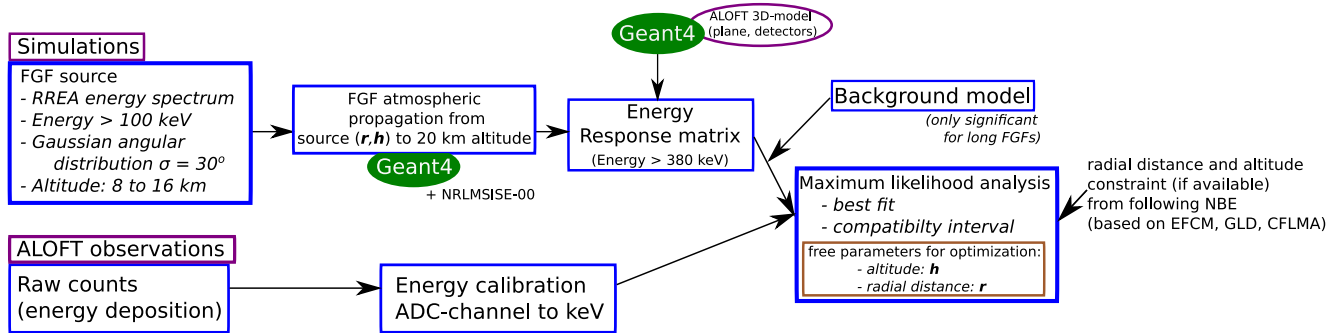 Simulations
FGF source
- RREA energy spectrum
- Energy > 100 keV
- Gaussian angular
distribution σ = 30º
- Altitude: 8 to 16 km
FGF atmospheric
propagation from
source (r,h) to 20 km altitude
Geant4
+ NRLMSISE-00
Geant4
ALOFT 3D-model
(plane, detectors)
Energy
Response matrix
(Energy > 380 keV)
Background model
(only significant
for long FGFs)
Maximum likelihood analysis
- best fit
- compatibilty interval
free parameters for optimization:
- altitude: h
- radial distance: r
radial distance and altitude
constraint (if available)
from following NBE
(based on EFCM, GLD, CFLMA)
ALOFT observations
Raw counts
(energy deposition)
Energy calibration
ADC-channel to keV